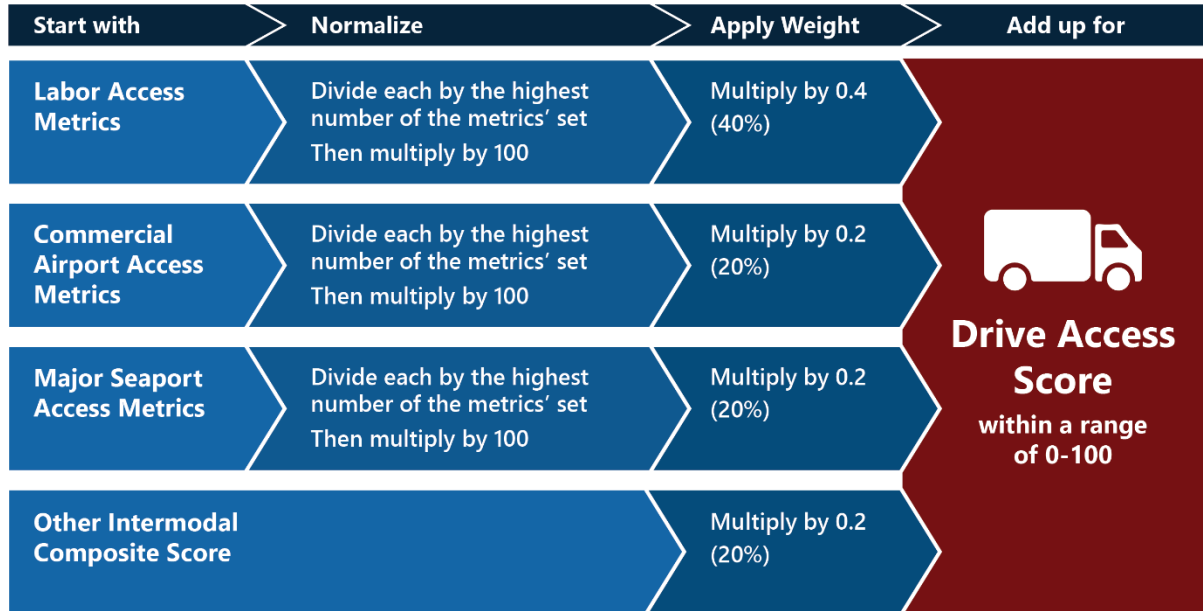 Start with
Normalize
Apply Weight
Add up for
Labor Access
Metrics
Divide each by the highest
number of the metrics’ set
Then multiply by 100
Multiply by 0.4
(40%)
Commercial
Airport Access
Metrics
Divide each by the highest
number of the metrics’ set
Then multiply by 100
Multiply by 0.2
(20%)
Major Seaport
Access Metrics
Divide each by the highest
number of the metrics’ set
Then multiply by 100
Multiply by 0.2
(20%)
Other Intermodal
Composite Score
Multiply by 0.2
(20%)
Drive Access
Score
within a range
of 0-100